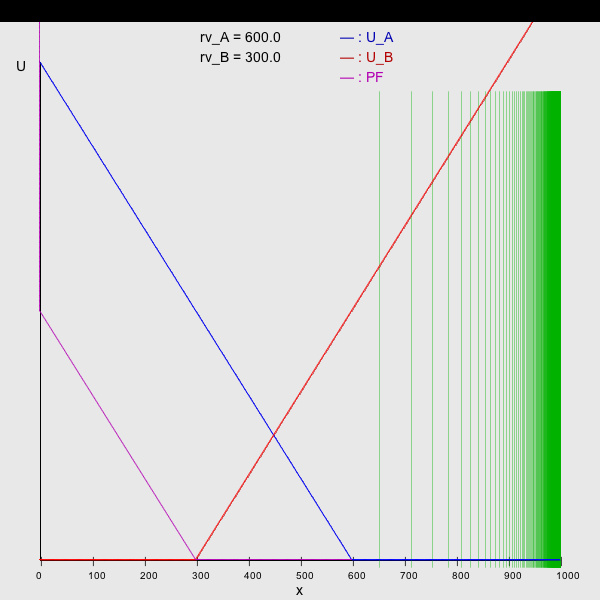 rv_A = 600.0
— : U_A
rv_B = 300.0
— : U_B
— : PF
U
0 100 200 300 400 500 600 700 800 900 1000
x